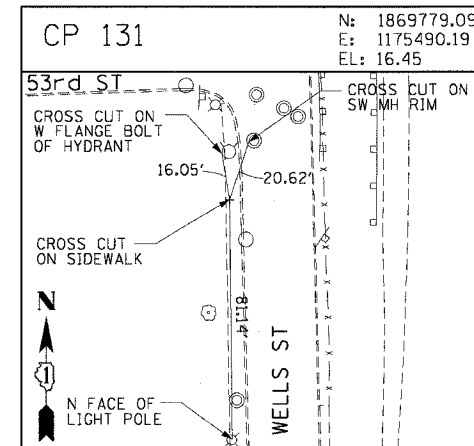 CP 131
N: 1869779.09
E: 1175490.19
EL: 16.45
53rd ST
CROSS CUT ON
SW MH RIM
CROSS CUT ON
W FLANGE BOLT
OF HYDRANT
16.05'
20.62'
CROSS CUT
ON SIDEWALK
81.14'
N
1
WELLS ST
N FACE OF
LIGHT POLE